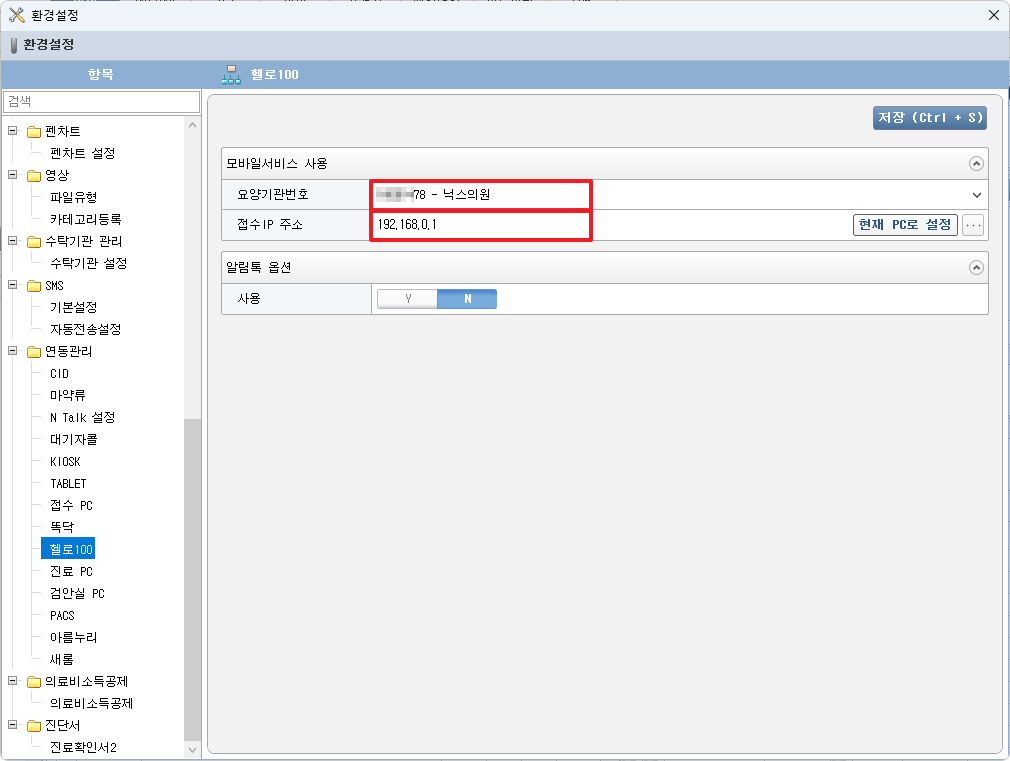 환경설정
환경설정
항목
헬로100
검색
저장 (Ctrl + S)
펜차트
펜차트 설정
영상
파일유형
카테고리등록
수탁기관 관리
수탁기관 설정
SMS
기본설정
자동전송설정
연동관리
CID
마약류
N Talk 설정
대기자콜
KIOSK
TABLET
접수 PC
똑닥
헬로100
진료 PC
검안실 PC
PACS
아름누리
새롬
의료비소득공제
의료비소득공제
진단서
진료확인서2
모바일서비스 사용
요양기관번호
78 - 닉스의원
접수IP 주소
192.168.0.1
현재 PC로 설정
...
알림톡 옵션
사용
Y
N